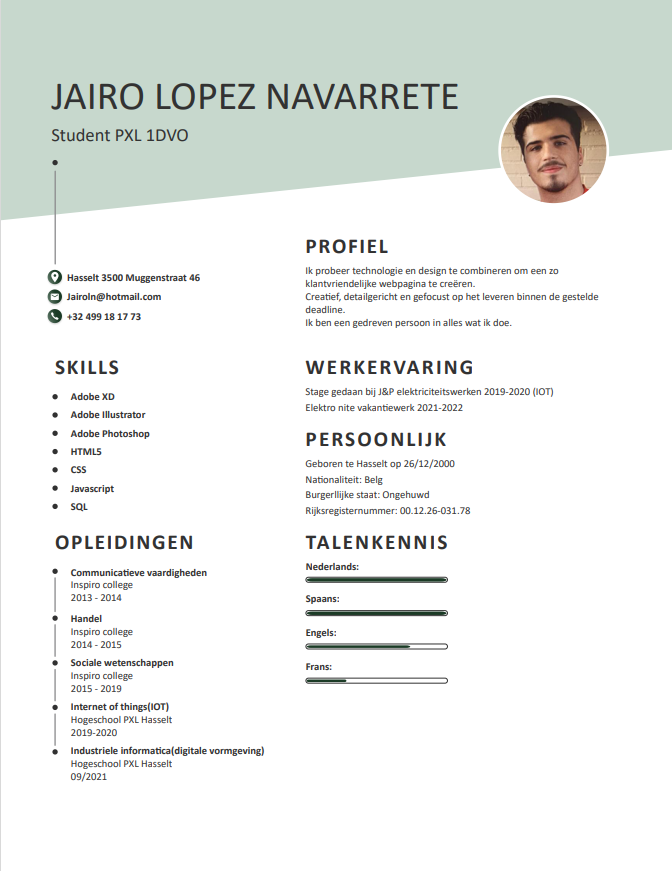 JAIRO LOPEZ NAVARRETE
Student PXL 1DVO
Hasselt 3500 Muggenstraat 46
Jairoln@hotmail.com
+32 499 18 17 73
SKILLS
Adobe XD
Adobe Illustrator
Adobe Photoshop
HTML5
CSS
Javascript
SQL
OPLEIDINGEN
Communicatieve vaardigheden
Inspiro college
2013 - 2014
Handel
Inspiro college
2014 - 2015
Sociale wetenschappen
Inspiro college
2015 - 2019
Internet of things(IOT)
Hogeschool PXL Hasselt
2019-2020
Industriele informatica(digitale vormgeving)
Hogeschool PXL Hasselt
09/2021
PROFIEL
Ik probeer technologie en design te combineren om een zo
klantvriendelijke webpagina te creëren.
Creatief, detailgericht en gefocust op het leveren binnen de gestelde
deadline.
Ik ben een gedreven persoon in alles wat ik doe.
WERKERVARING
Stage gedaan bij J&P elektriciteitswerken 2019-2020 (IOT)
Elektro nite vakantiewerk 2021-2022
PERSOONLIJK
Geboren te Hasselt op 26/12/2000
Nationaliteit: Belg
Burgerllijke staat: Ongehuwd
Rijksregisternummer: 00.12.26-031.78
TALENKENNIS
Nederlands:
Spaans:
Engels:
Frans: